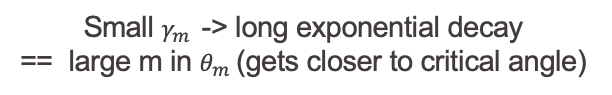 Small γₘ -> long exponential decay
== large m in θₘ (gets closer to critical angle)